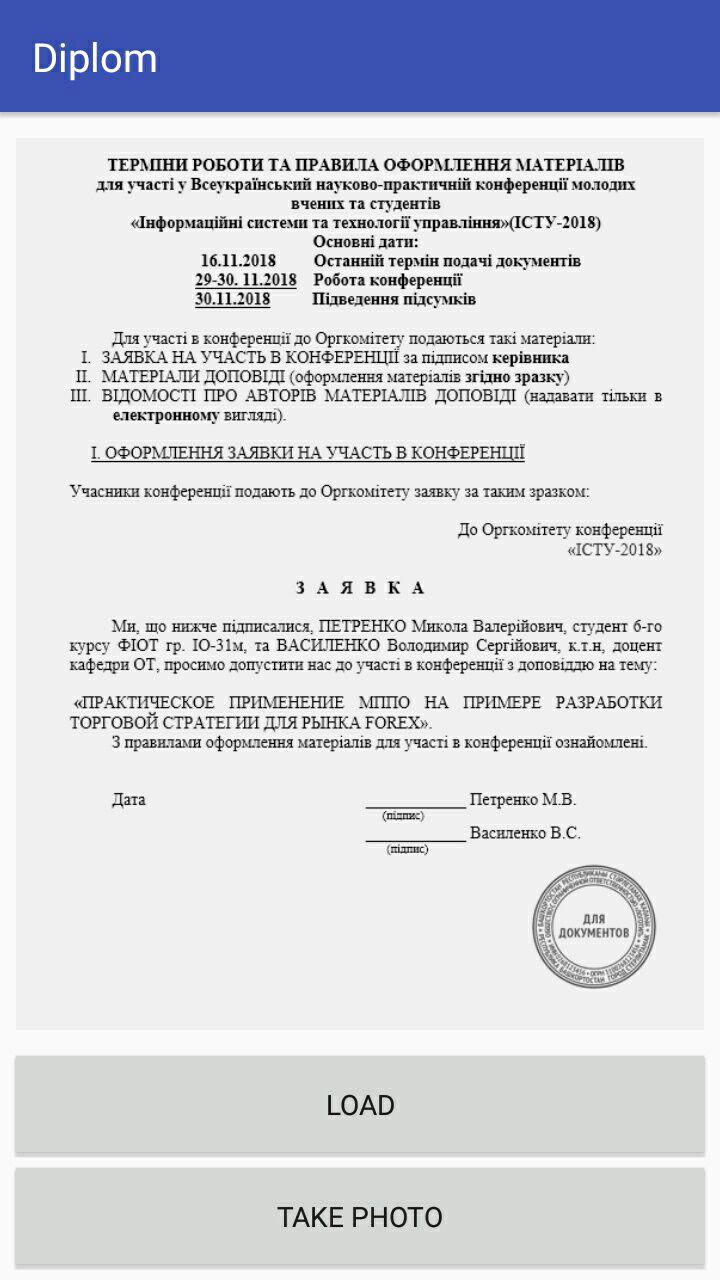 Diplom
ТЕРМІНИ РОБОТИ ТА ПРАВИЛА ОФОРМЛЕННЯ МАТЕРІАЛІВ
для участі у Всеукраїнський науково-практичній конференції молодих
вчених та студентів
«Інформаційні системи та технології управління»(ІСТУ-2018)
Основні дати:
16.11.2018 Останній термін подачі документів
29-30. 11.2018 Робота конференції
30.11.2018 Підведення підсумків
Для участі в конференції до Оргкомітету подаються такі матеріали:
I. ЗАЯВКА НА УЧАСТЬ В КОНФЕРЕНЦІЇ за підписом керівника
II. МАТЕРІАЛИ ДОПОВІДІ (оформлення матеріалів згідно зразку)
III. ВІДОМОСТІ ПРО АВТОРІВ МАТЕРІАЛІВ ДОПОВІДІ (надавати тільки в
електронному вигляді).
I. ОФОРМЛЕННЯ ЗАЯВКИ НА УЧАСТЬ В КОНФЕРЕНЦІЇ
Учасники конференції подають до Оргкомітету заявку за таким зразком:
До Оргкомітету конференції
«ІСТУ-2018»
З А Я В К А
Ми, що нижче підписалися, ПЕТРЕНКО Микола Валерійович, студент 6-го
курсу ФІОТ гр. ІО-31м, та ВАСИЛЕНКО Володимир Сергійович, к.т.н, доцент
кафедри ОТ, просимо допустити нас до участі в конференції з доповіддю на тему:
«ПРАКТИЧЕСКОЕ ПРИМЕНЕНИЕ МППО НА ПРИМЕРЕ РАЗРАБОТКИ
ТОРГОВОЙ СТРАТЕГИИ ДЛЯ РЫНКА FOREX».
З правилами оформлення матеріалів для участі в конференції ознайомлені.
Дата __________ Петренко М.В.
(підпис)
__________ Василенко В.С.
(підпис)
ДЛЯ
ДОКУМЕНТОВ
LOAD
TAKE PHOTO